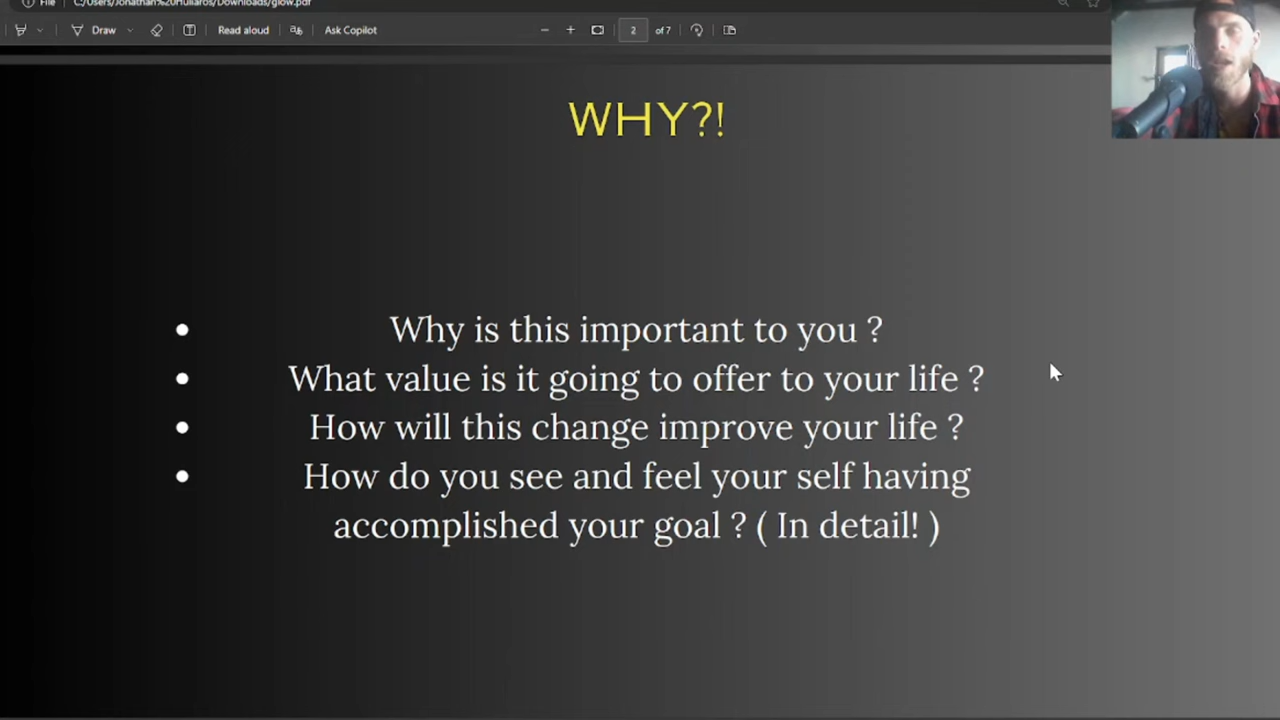 File C:/Users/Jonathan%20Hullaros/Downloads/glow.pdf
Draw Read aloud Ask Copilot 2 of 7
WHY?!
• Why is this important to you ?
• What value is it going to offer to your life ?
• How will this change improve your life ?
• How do you see and feel your self having
accomplished your goal ? ( In detail! )